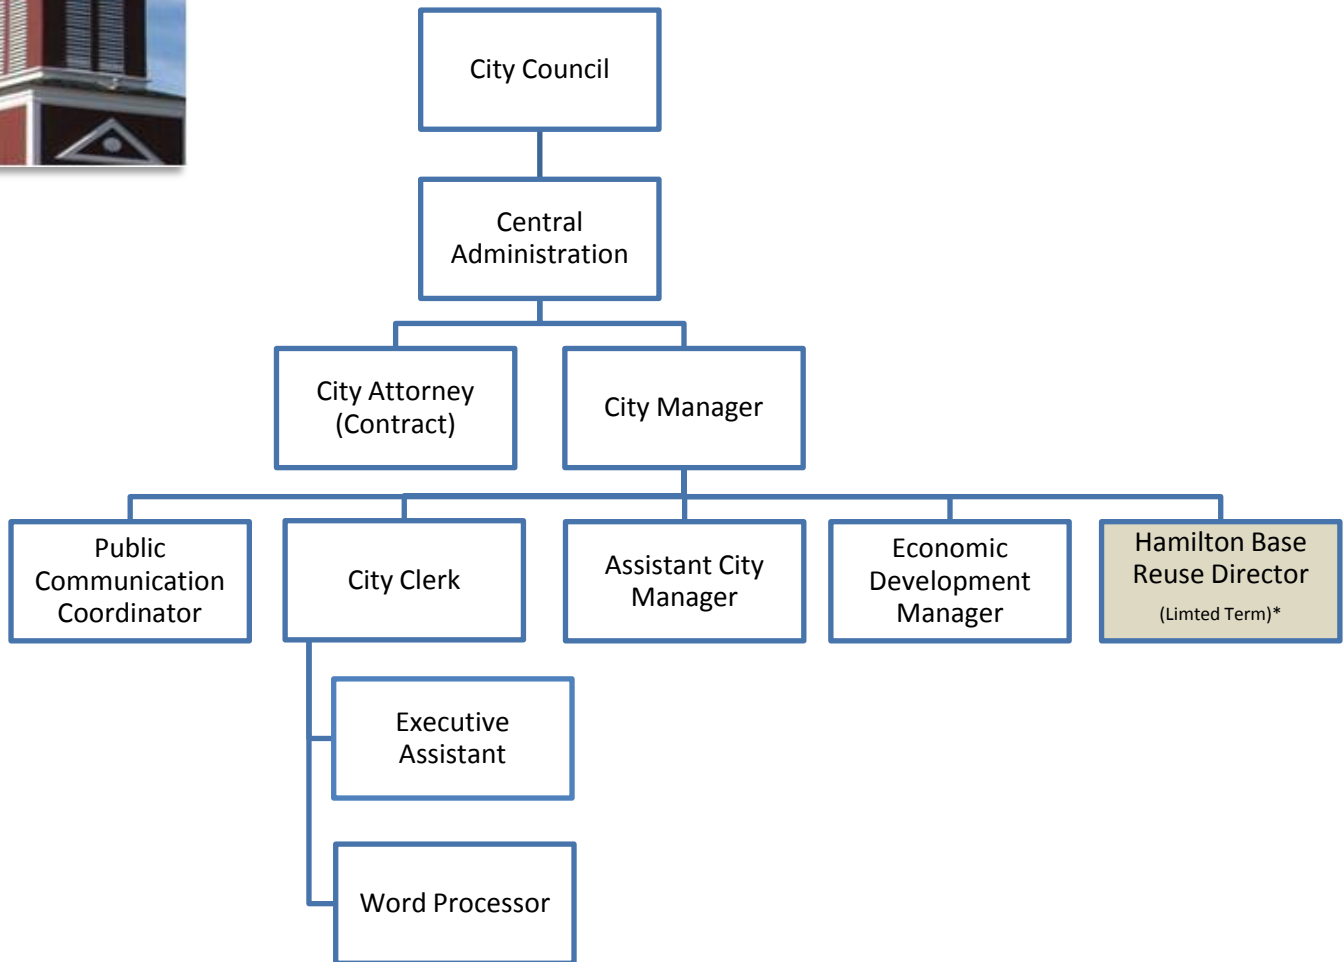 City Council
Central
Administration
City Attorney
(Contract)
City Manager
Public
Communication
Coordinator
City Clerk
Assistant City
Manager
Economic
Development
Manager
Hamilton Base
Reuse Director
(Limted Term)*
Executive
Assistant
Word Processor